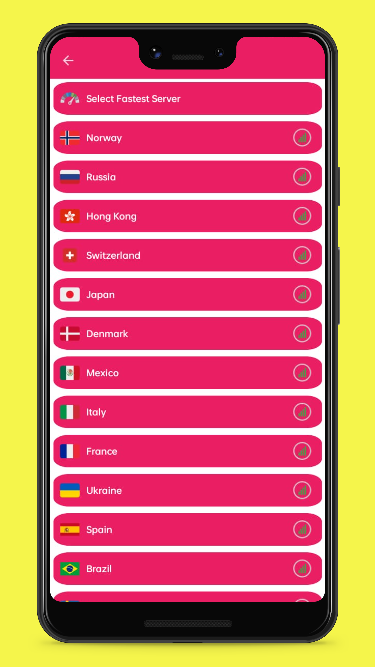 Select Fastest Server
Norway
Russia
Hong Kong
Switzerland
Japan
Denmark
Mexico
Italy
France
Ukraine
Spain
Brazil